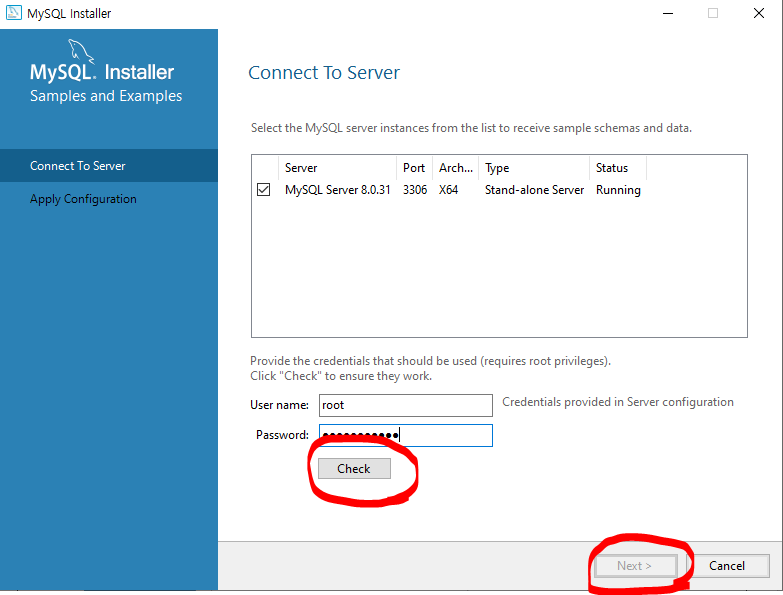 MySQL Installer
MySQL. Installer
Samples and Examples
Connect To Server
Apply Configuration
Connect To Server
Select the MySQL server instances from the list to receive sample schemas and data.
Server Port Arch... Type Status
MySQL Server 8.0.31 3306 X64 Stand-alone Server Running
Provide the credentials that should be used (requires root privileges).
Click "Check" to ensure they work.
User name: root Credentials provided in Server configuration
Password: ●●●●●●●●●●●
Check
Next > Cancel